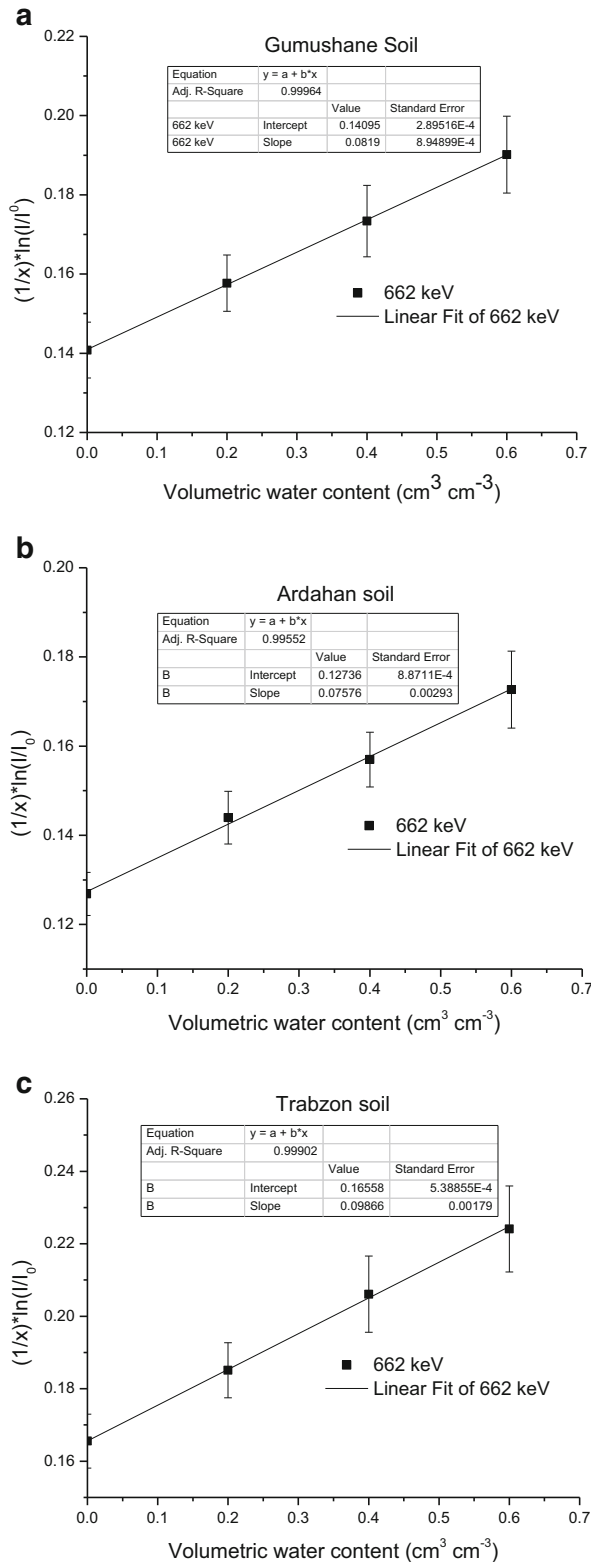 a
Gumushane Soil
Equation y = a + b*x
Adj. R-Square 0.99964
Value Standard Error
662 keV Intercept 0.14095 2.89516E-4
662 keV Slope 0.0819 8.94899E-4
0.22
0.20
0.18
0.16
0.14
0.12
(1/x)*ln(I/I⁰)
662 keV
Linear Fit of 662 keV
0.0 0.1 0.2 0.3 0.4 0.5 0.6 0.7
Volumetric water content (cm³ cm⁻³)
b
Ardahan soil
Equation y = a + b*x
Adj. R-Square 0.99552
Value Standard Error
B Intercept 0.12736 8.8711E-4
B Slope 0.07576 0.00293
0.20
0.18
0.16
0.14
0.12
(1/x)*ln(I/I₀)
662 keV
Linear Fit of 662 keV
0.0 0.1 0.2 0.3 0.4 0.5 0.6 0.7
Volumetric water content (cm³ cm⁻³)
c
Trabzon soil
Equation y = a + b*x
Adj. R-Square 0.99902
Value Standard Error
B Intercept 0.16558 5.38855E-4
B Slope 0.09866 0.00179
0.26
0.24
0.22
0.20
0.18
0.16
(1/x)*ln(I/I₀)
662 keV
Linear Fit of 662 keV
0.0 0.1 0.2 0.3 0.4 0.5 0.6 0.7
Volumetric water content (cm³ cm⁻³)